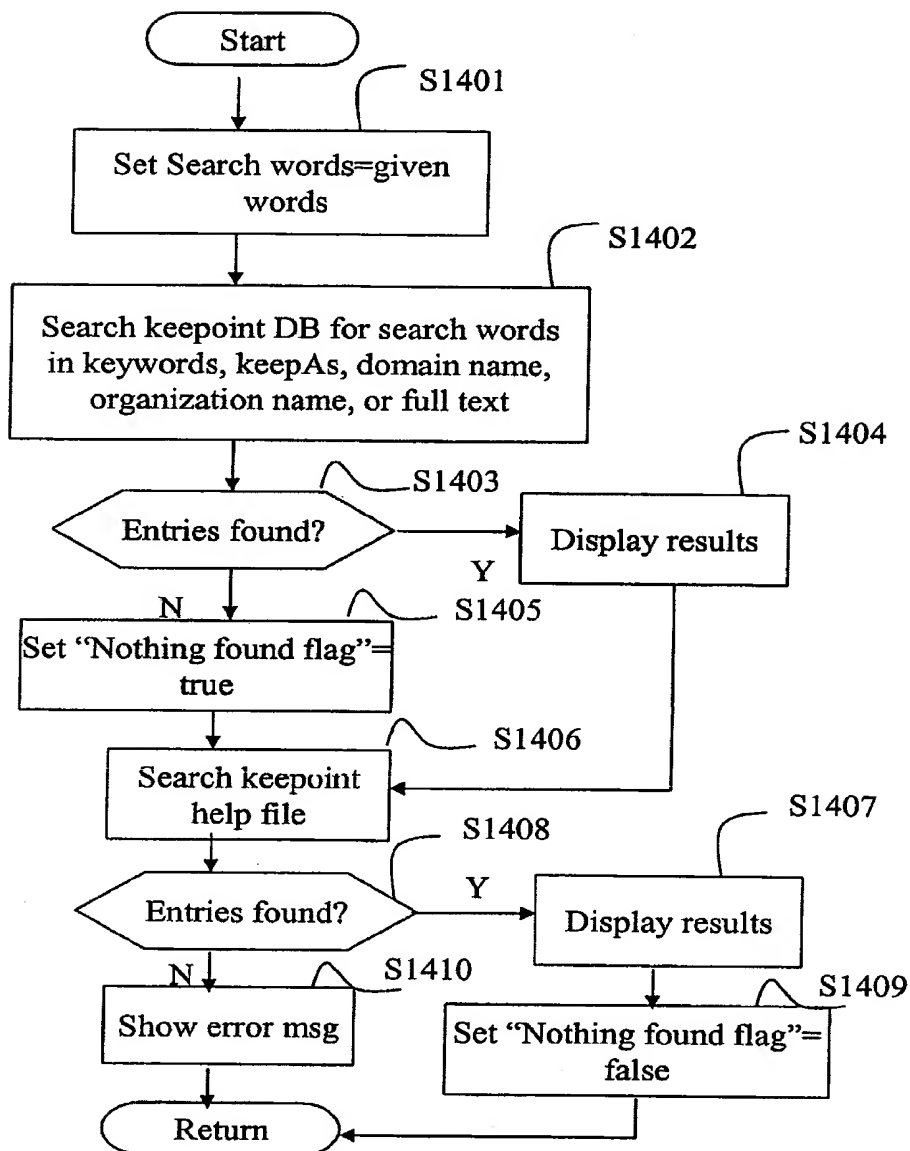 Start
S1401
Set Search words=given
words
S1402
Search keepoint DB for search words
in keywords, keepAs, domain name,
organization name, or full text
S1403
S1404
Entries found?
Display results
Y
N
S1405
Set “Nothing found flag”=
true
S1406
Search keepoint
help file
S1408
S1407
Y
Entries found?
Display results
N
S1410
S1409
Show error msg
Set “Nothing found flag”=
false
Return